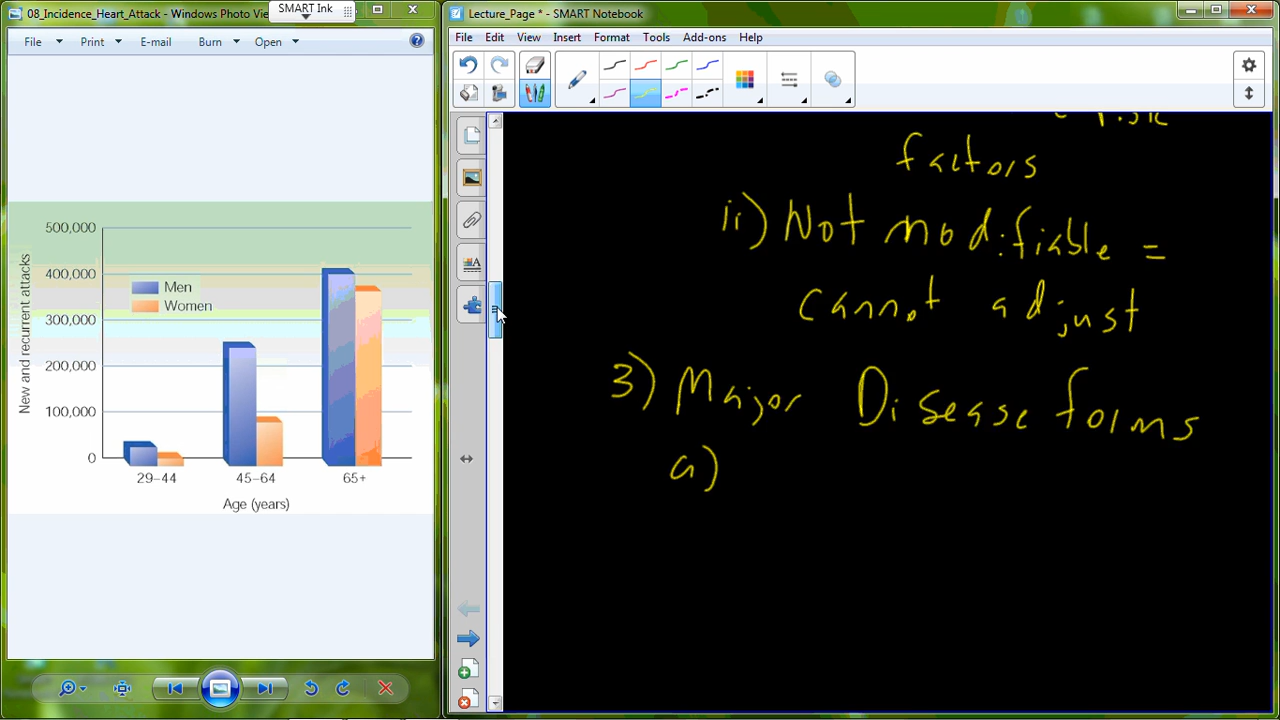 08_Incidence_Heart_Attack - Windows Photo Vie
SMART Ink
File Print E-mail Burn Open
500,000
400,000
300,000
200,000
100,000
0
New and recurrent attacks
Men
Women
29–44 45–64 65+
Age (years)
Lecture_Page * - SMART Notebook
File Edit View Insert Format Tools Add-ons Help
factors
ii) Not modifiable =
cannot adjust
3) Major Disease forms
a)